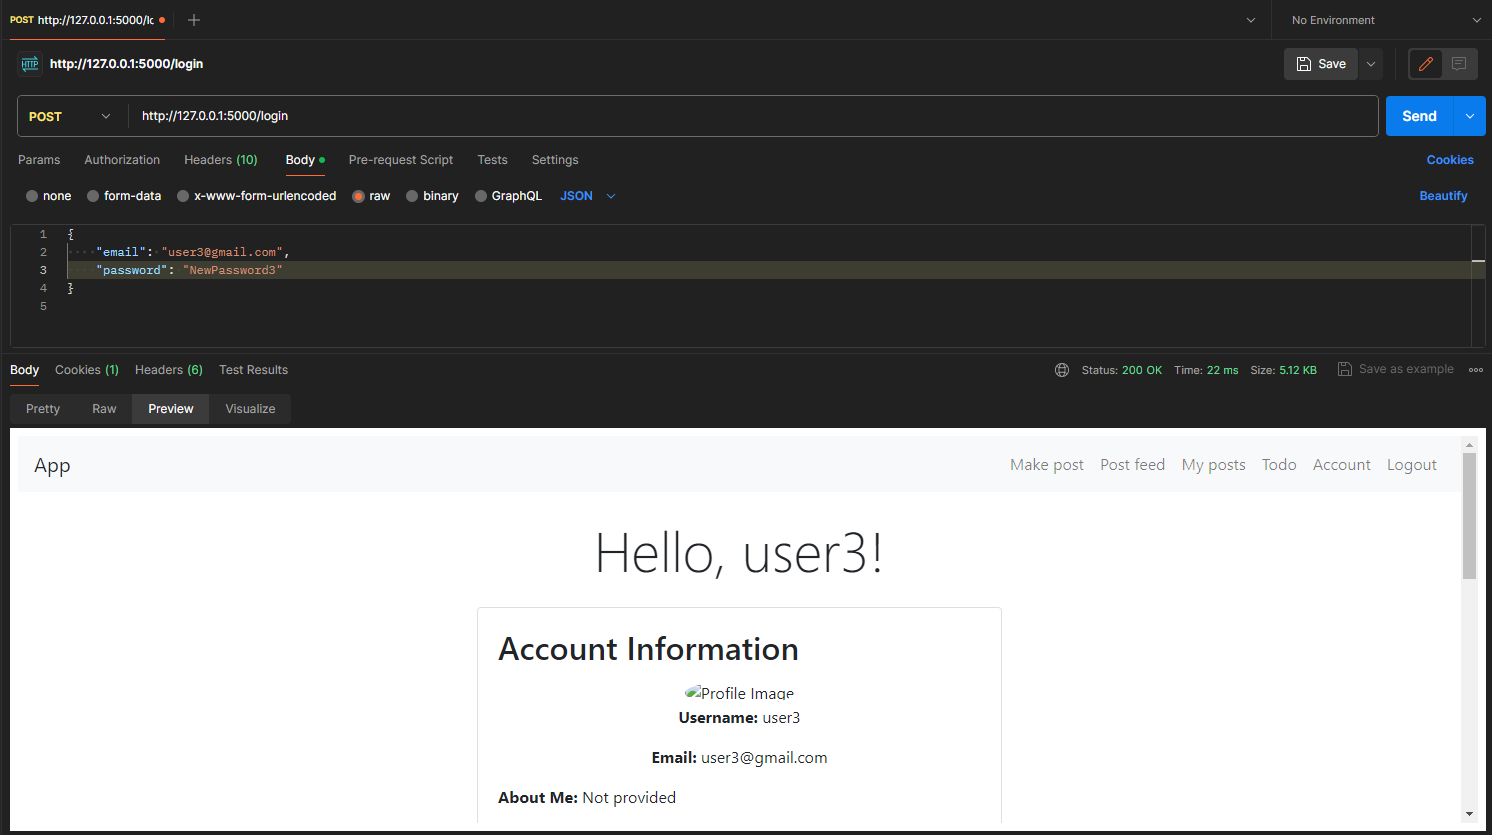 POST http://127.0.0.1:5000/lc
No Environment
HTTP http://127.0.0.1:5000/login
Save
POST http://127.0.0.1:5000/login Send
Params Authorization Headers (10) Body Pre-request Script Tests Settings Cookies
none form-data x-www-form-urlencoded raw binary GraphQL JSON Beautify
1 {
2 "email": "user3@gmail.com",
3 "password": "NewPassword3"
4 }
5
Body Cookies (1) Headers (6) Test Results Status: 200 OK Time: 22 ms Size: 5.12 KB Save as example
Pretty Raw Preview Visualize
App Make post Post feed My posts Todo Account Logout
Hello, user3!
Account Information
Profile Image
Username: user3
Email: user3@gmail.com
About Me: Not provided